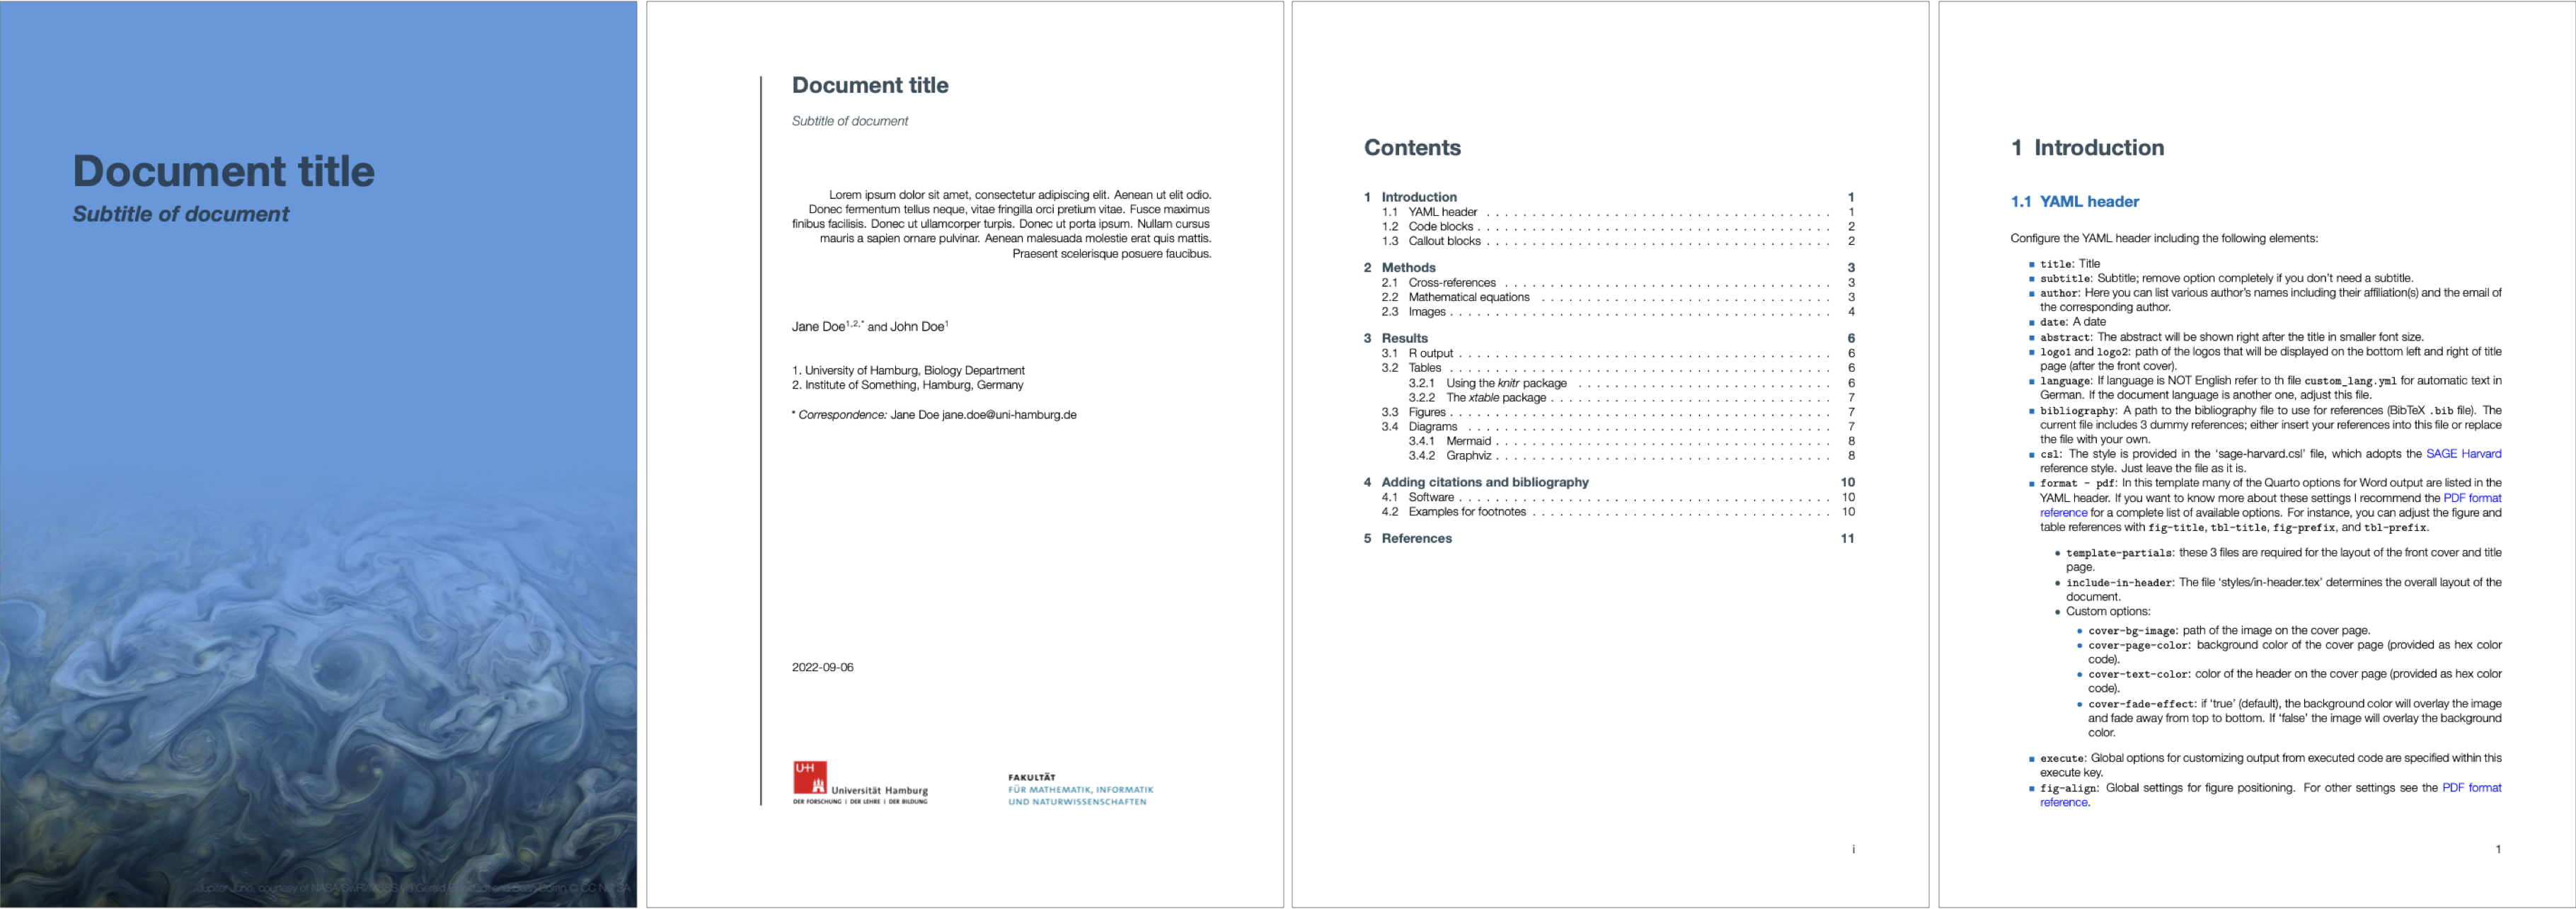 Document title
Subtitle of document
Jupiter Juno, courtesy of NASA/SwRI/MSSS
CC NC SA
Document title
Subtitle of document
Lorem ipsum dolor sit amet, consectetur adipiscing elit. Aenean ut elit odio.
Donec fermentum tellus neque, vitae fringilla orci pretium vitae. Fusce maximus
finibus facilisis. Donec ut ullamcorper turpis. Donec ut porta ipsum. Nullam cursus
mauris a sapien ornare pulvinar. Aenean malesuada molestie erat quis mattis.
Praesent scelerisque posuere faucibus.
Jane Doe1,2,* and John Doe1
1. University of Hamburg, Biology Department
2. Institute of Something, Hamburg, Germany
* Correspondence: Jane Doe jane.doe@uni-hamburg.de
2022-09-06
UH
Universität Hamburg
DER FORSCHUNG | DER LEHRE | DER BILDUNG
FAKULTÄT
FÜR MATHEMATIK, INFORMATIK
UND NATURWISSENSCHAFTEN
Contents
1 Introduction 1
1.1 YAML header . . . . . . . . . . . . . . . . . . . . 1
1.2 Code blocks . . . . . . . . . . . . . . . . . . . . 2
1.3 Callout blocks . . . . . . . . . . . . . . . . . . . . 2
2 Methods 3
2.1 Cross-references . . . . . . . . . . . . . . . . . . . . 3
2.2 Mathematical equations . . . . . . . . . . . . . . . . . . . . 3
2.3 Images . . . . . . . . . . . . . . . . . . . . 4
3 Results 6
3.1 R output . . . . . . . . . . . . . . . . . . . . 6
3.2 Tables . . . . . . . . . . . . . . . . . . . . 6
3.2.1 Using the knitr package . . . . . . . . . . . . . . . . . . . . 6
3.2.2 The xtable package . . . . . . . . . . . . . . . . . . . . 7
3.3 Figures . . . . . . . . . . . . . . . . . . . . 7
3.4 Diagrams . . . . . . . . . . . . . . . . . . . . 7
3.4.1 Mermaid . . . . . . . . . . . . . . . . . . . . 8
3.4.2 Graphviz . . . . . . . . . . . . . . . . . . . . 8
4 Adding citations and bibliography 10
4.1 Software . . . . . . . . . . . . . . . . . . . . 10
4.2 Examples for footnotes . . . . . . . . . . . . . . . . . . . . 10
5 References 11
i
1 Introduction
1.1 YAML header
Configure the YAML header including the following elements:
■ title: Title
■ subtitle: Subtitle; remove option completely if you don't need a subtitle.
■ author: Here you can list various author's names including their affiliation(s) and the email of
the corresponding author.
■ date: A date
■ abstract: The abstract will be shown right after the title in smaller font size.
■ logo1 and logo2: path of the logos that will be displayed on the bottom left and right of title
page (after the front cover).
■ language: If language is NOT English refer to th file custom_lang.yml for automatic text in
German. If the document language is another one, adjust this file.
■ bibliography: A path to the bibliography file to use for references (BibTeX .bib file). The
current file includes 3 dummy references; either insert your references into this file or replace
the file with your own.
■ csl: The style is provided in the 'sage-harvard.csl' file, which adopts the SAGE Harvard
reference style. Just leave the file as it is.
■ format - pdf: In this template many of the Quarto options for Word output are listed in the
YAML header. If you want to know more about these settings I recommend the PDF format
reference for a complete list of available options. For instance, you can adjust the figure and
table references with fig-title, tbl-title, fig-prefix, and tbl-prefix.
● template-partials: these 3 files are required for the layout of the front cover and title
page.
● include-in-header: The file 'styles/in-header.tex' determines the overall layout of the
document.
● Custom options:
● cover-bg-image: path of the image on the cover page.
● cover-page-color: background color of the cover page (provided as hex color
code).
● cover-text-color: color of the header on the cover page (provided as hex color
code).
● cover-fade-effect: if 'true' (default), the background color will overlay the image
and fade away from top to bottom. If 'false' the image will overlay the background
color.
■ execute: Global options for customizing output from executed code are specified within this
execute key.
■ fig-align: Global settings for figure positioning. For other settings see the PDF format
reference.
1